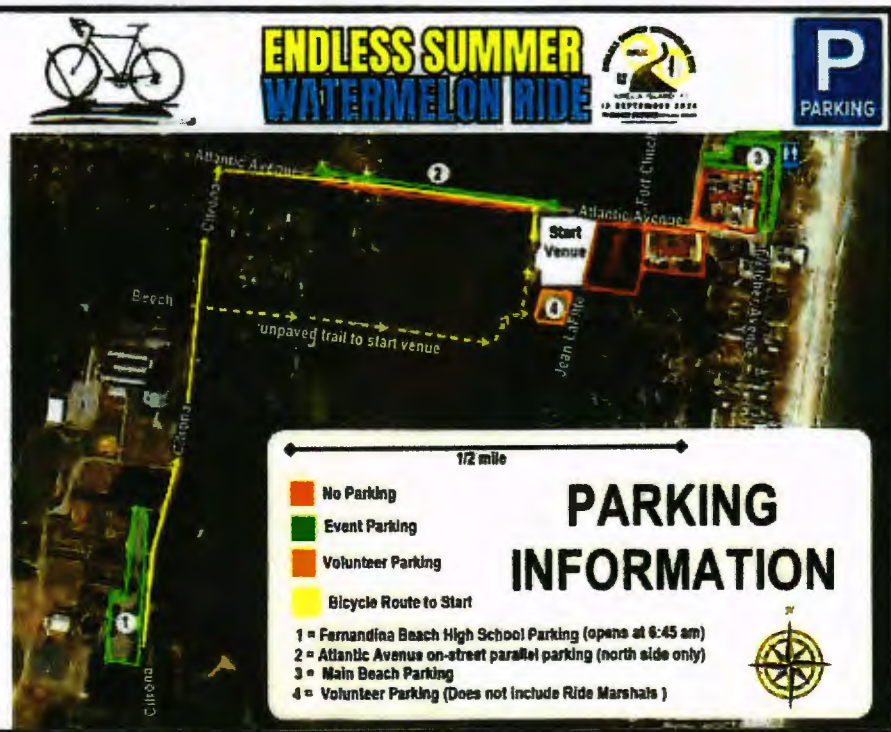 ENDLESS SUMMER
WATERMELON RIDE
13 SEPTEMBER 2024
P
PARKING
Atlantic Avenue
2
Fort Clinch
3
Citrona
Atlantic Avenue
Start
Venue
Beech
unpaved trail to start venue
4
Jean Lafitte
Citrona
1/2 mile
No Parking
Event Parking
Volunteer Parking
Bicycle Route to Start
PARKING
INFORMATION
1
Citrona
1 = Fernandina Beach High School Parking (opens at 6:45 am)
2 = Atlantic Avenue on-street parallel parking (north side only)
3 = Main Beach Parking
4 = Volunteer Parking (Does not include Ride Marshals )
N